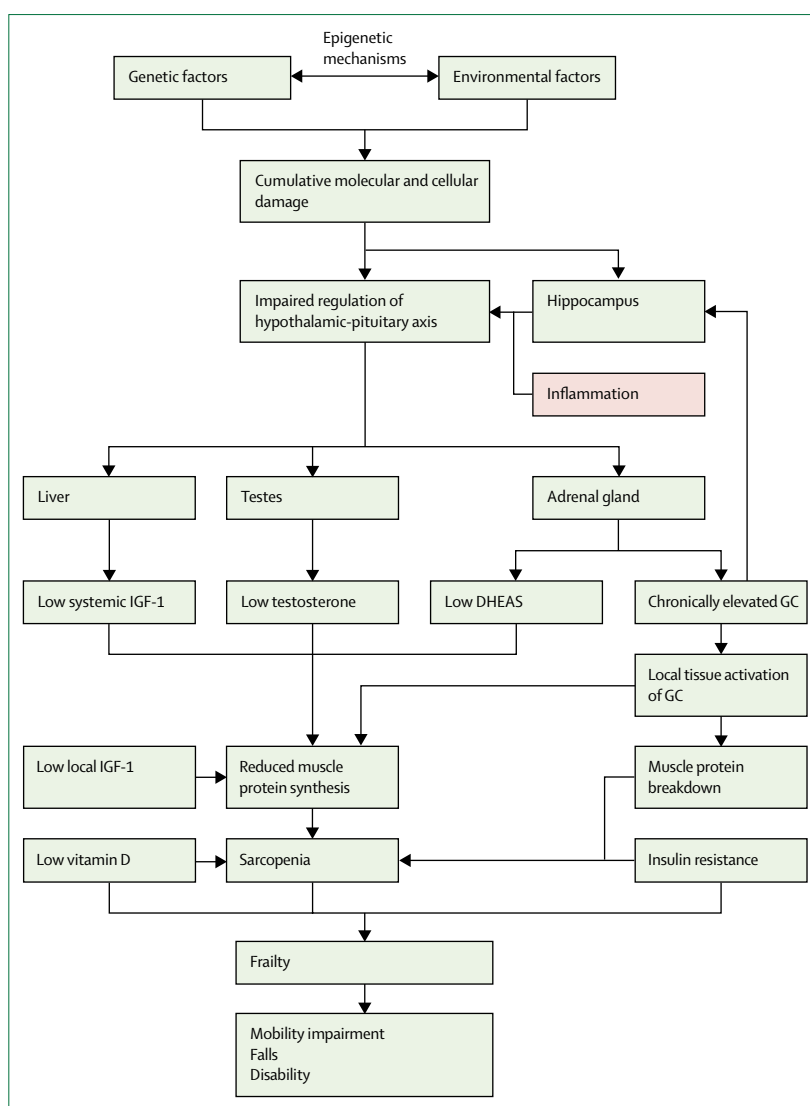 Epigenetic
mechanisms
Genetic factors
Environmental factors
Cumulative molecular and cellular
damage
Impaired regulation of
hypothalamic-pituitary axis
Hippocampus
Inflammation
Liver
Testes
Adrenal gland
Low systemic IGF-1
Low testosterone
Low DHEAS
Chronically elevated GC
Local tissue activation
of GC
Low local IGF-1
Reduced muscle
protein synthesis
Muscle protein
breakdown
Low vitamin D
Sarcopenia
Insulin resistance
Frailty
Mobility impairment
Falls
Disability